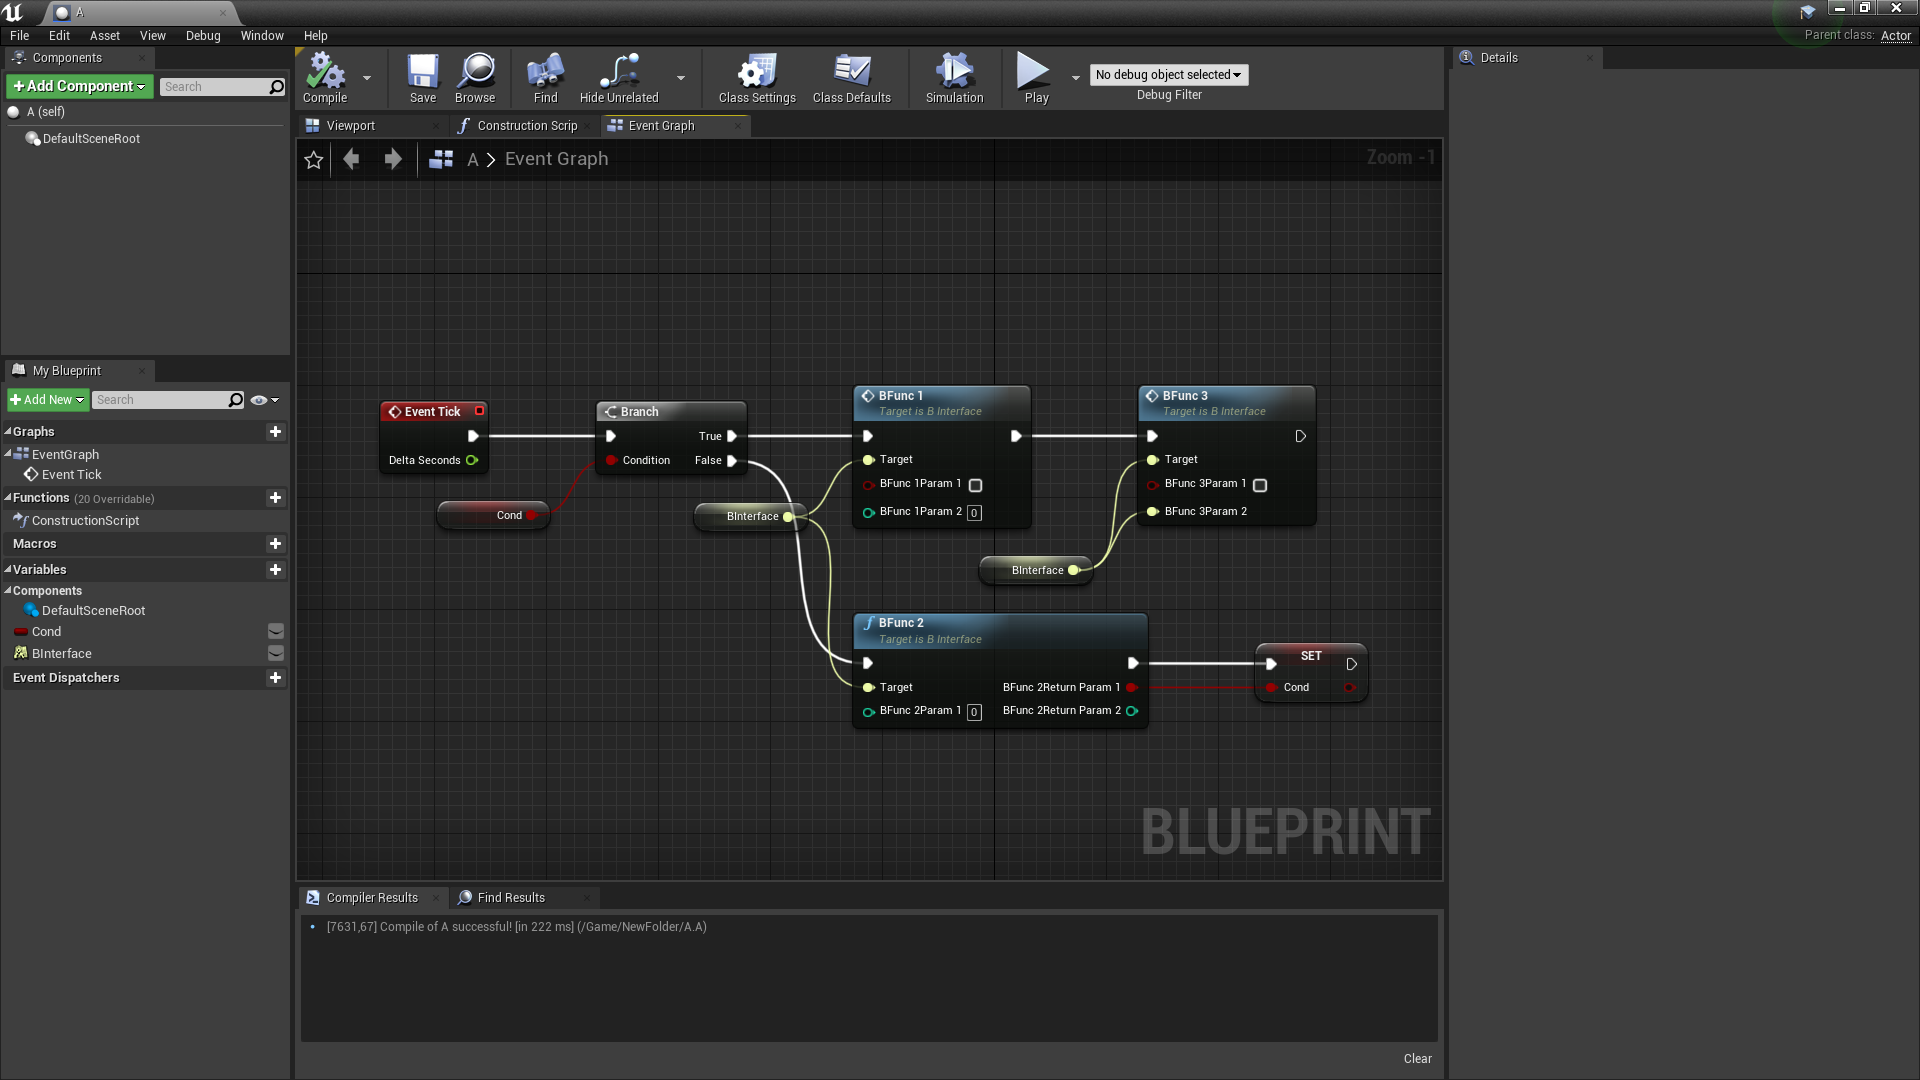 A
File Edit Asset View Debug Window Help
Parent class: Actor
Components
+ Add Component
Search
A (self)
DefaultSceneRoot
My Blueprint
+ Add New
Search
Graphs
EventGraph
Event Tick
Functions (20 Overridable)
ConstructionScript
Macros
Variables
Components
DefaultSceneRoot
Cond
BInterface
Event Dispatchers
Compile
Save
Browse
Find
Hide Unrelated
Class Settings
Class Defaults
Simulation
Play
No debug object selected
Debug Filter
Viewport
Construction Scrip
Event Graph
A > Event Graph
Zoom -1
Event Tick
Delta Seconds
Cond
Branch
True
Condition
False
BInterface
BFunc 1
Target is B Interface
Target
BFunc 1Param 1
BFunc 1Param 2 0
BFunc 3
Target is B Interface
Target
BFunc 3Param 1
BFunc 3Param 2
BInterface
BFunc 2
Target is B Interface
Target
BFunc 2Return Param 1
BFunc 2Param 1 0
BFunc 2Return Param 2
SET
Cond
BLUEPRINT
Compiler Results
Find Results
[7631,67] Compile of A successful! [in 222 ms] (/Game/NewFolder/A.A)
Clear
Details